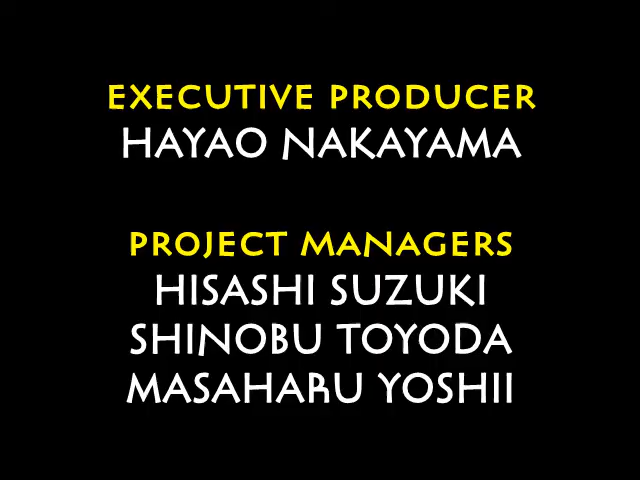 EXECUTIVE PRODUCER
HAYAO NAKAYAMA
PROJECT MANAGERS
HISASHI SUZUKI
SHINOBU TOYODA
MASAHARU YOSHII